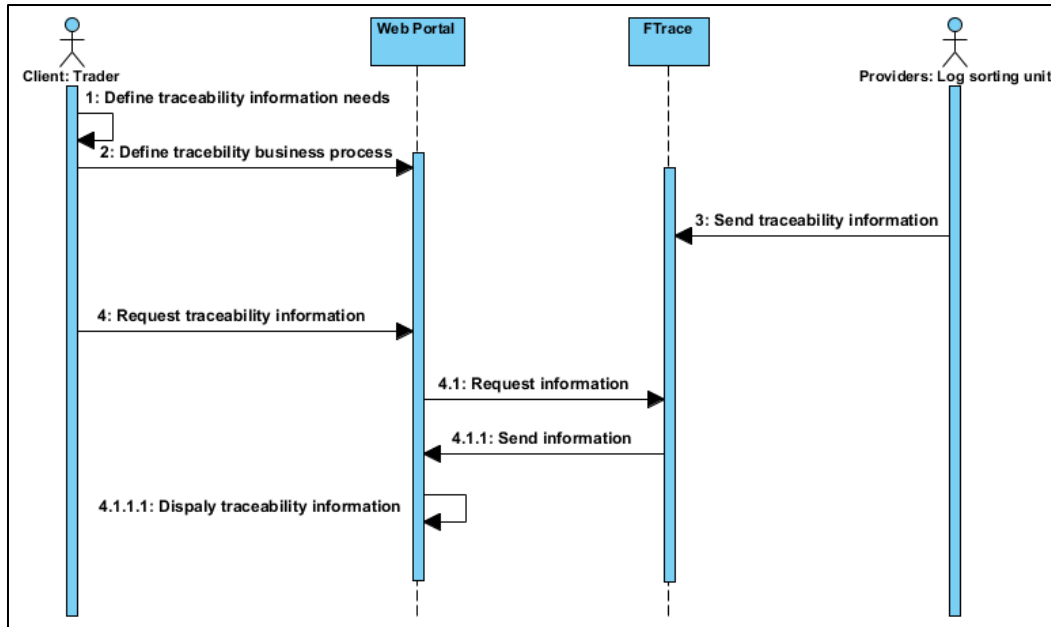 Web Portal
FTrace
Client: Trader
Providers: Log sorting unit
1: Define traceability information needs
2: Define tracebility business process
3: Send traceability information
4: Request traceability information
4.1: Request information
4.1.1: Send information
4.1.1.1: Dispaly traceability information